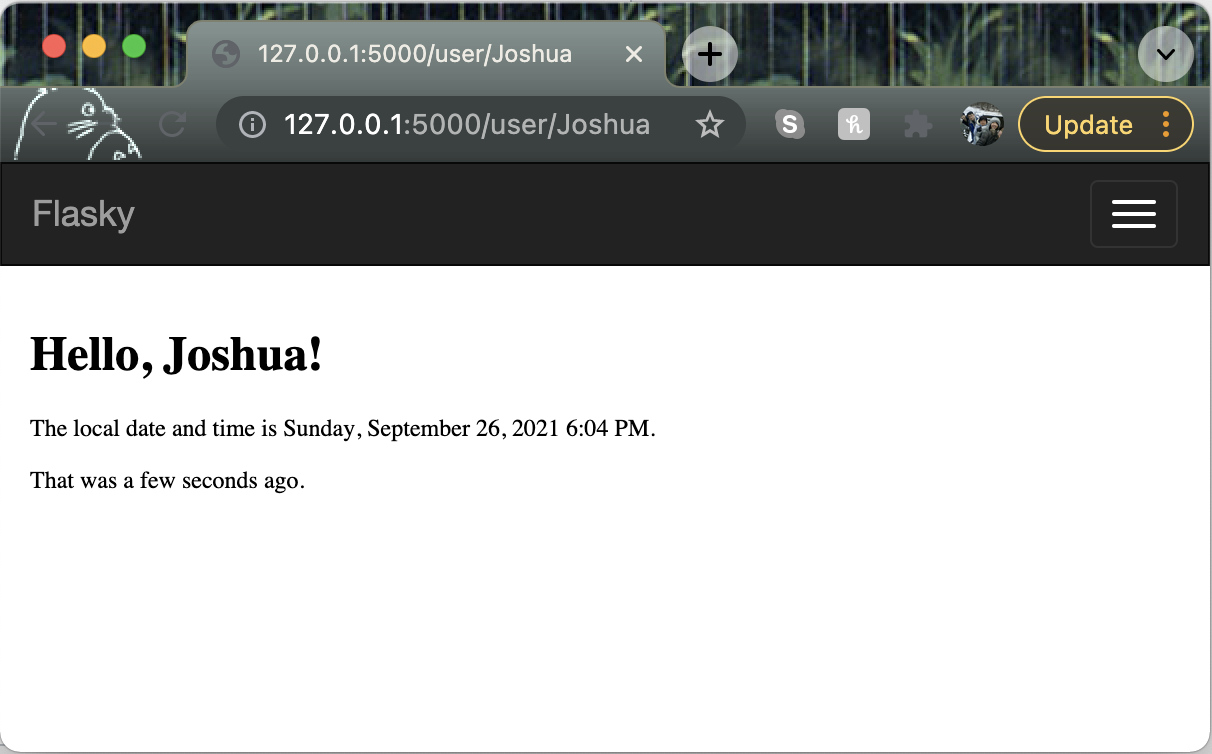 127.0.0.1:5000/user/Joshua
127.0.0.1:5000/user/Joshua
S
h
Update
Flasky
Hello, Joshua!
The local date and time is Sunday, September 26, 2021 6:04 PM.
That was a few seconds ago.